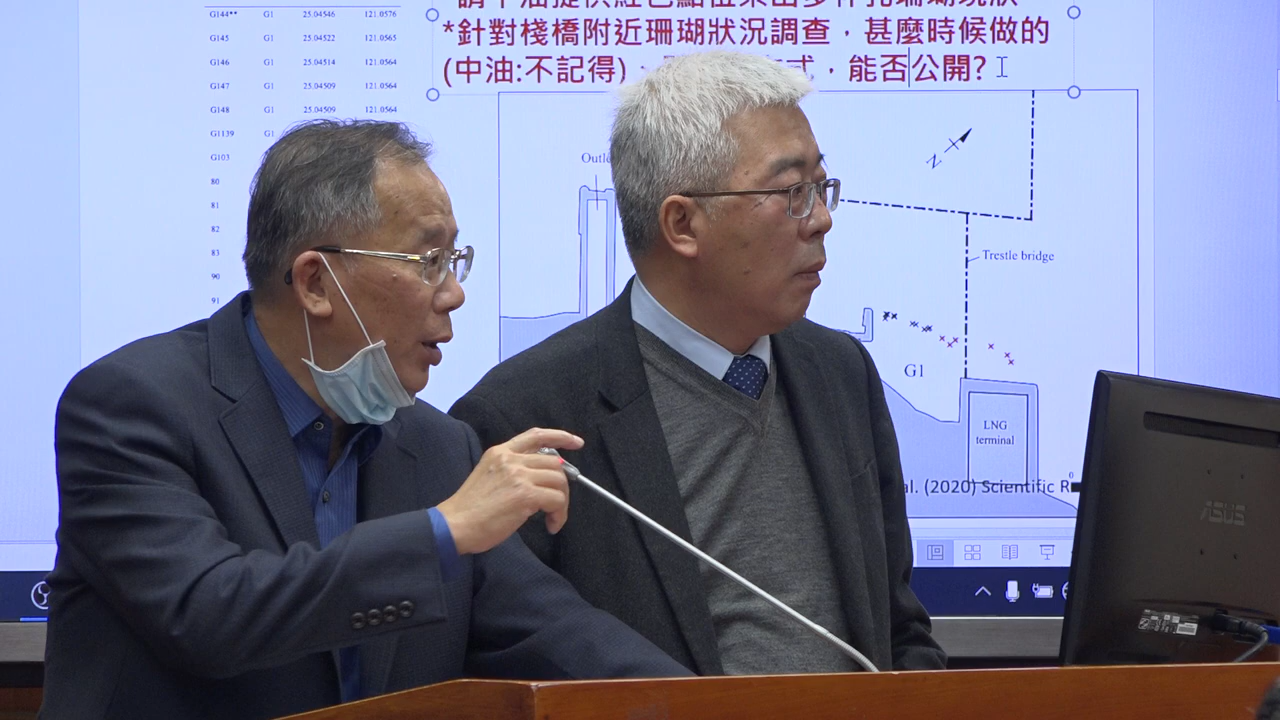 G144** G1 25.04546 121.0576
G145 G1 25.04522 121.0565
G146 G1 25.04514 121.0564
G147 G1 25.04509 121.0564
G148 G1 25.04509 121.0564
G1139 G1
G103
80
81
82
83
90
91
*針對棧橋附近珊瑚狀況調查，甚麼時候做的
(中油:不記得)、
式，能否公開?
N
Trestle bridge
G1
LNG
terminal
0
al. (2020) Scientific R
ASUS